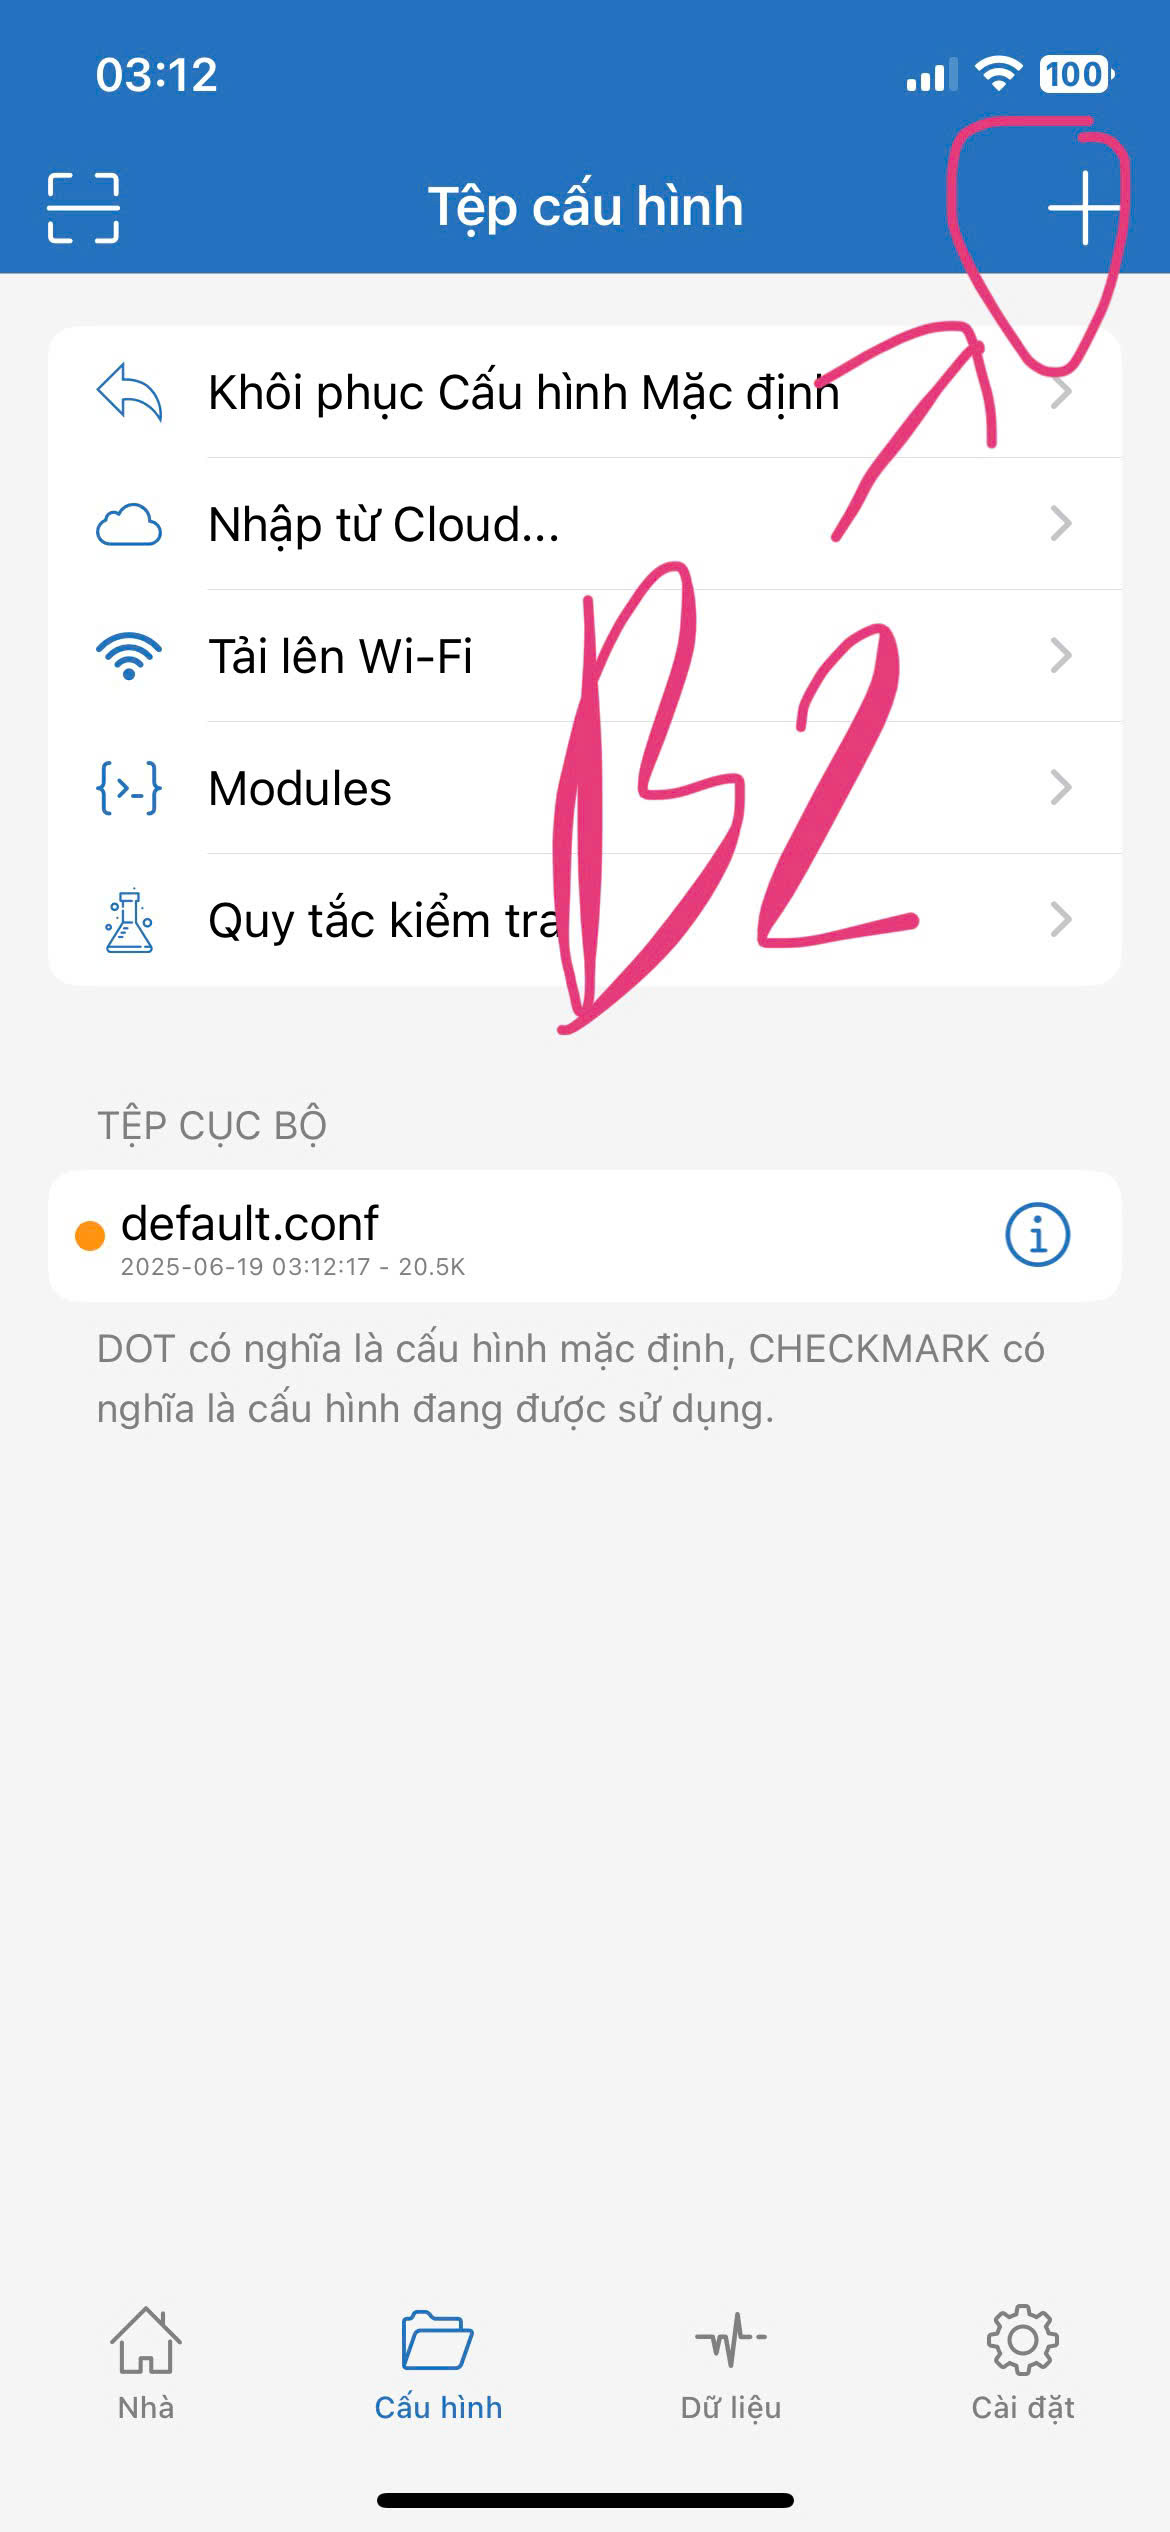 03:12
100
Tệp cấu hình
Khôi phục Cấu hình Mặc định
Nhập từ Cloud...
Tải lên Wi-Fi
Modules
Quy tắc kiểm tra
B2
TỆP CỤC BỘ
default.conf
2025-06-19 03:12:17 - 20.5K
DOT có nghĩa là cấu hình mặc định, CHECKMARK có
nghĩa là cấu hình đang được sử dụng.
Nhà
Cấu hình
Dữ liệu
Cài đặt